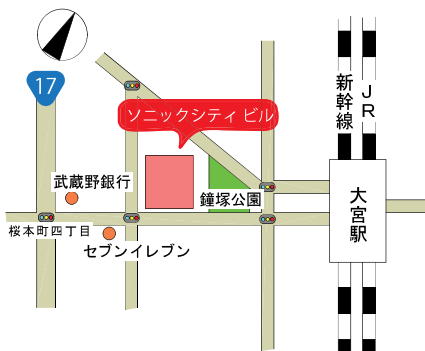 17
新幹線
JR
ソニックシティビル
武蔵野銀行
鐘塚公園
大宮駅
桜本町四丁目
セブンイレブン